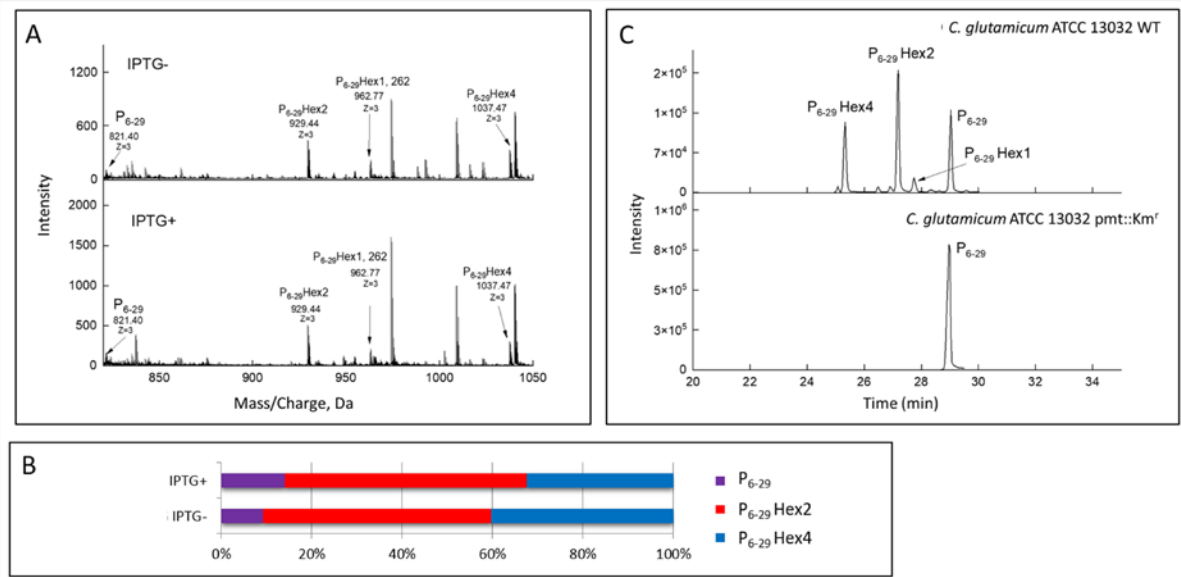 A
IPTG-
1200
600
0
P6-29
821.40
Z=3
P6-29Hex2
929.44
Z=3
P6-29Hex1, 262
962.77
Z=3
P6-29Hex4
1037.47
Z=3
Intensity
IPTG+
2000
1500
1000
500
0
P6-29
821.40
Z=3
P6-29Hex2
929.44
Z=3
P6-29Hex1, 262
962.77
Z=3
P6-29Hex4
1037.47
Z=3
850 900 950 1000 1050
Mass/Charge, Da
C
C. glutamicum ATCC 13032 WT
2×10⁵
1×10⁵
7×10⁴
0
P6-29 Hex4
P6-29 Hex2
P6-29
P6-29 Hex1
Intensity
C. glutamicum ATCC 13032 pmt::Kmʳ
1×10⁶
8×10⁵
5×10⁵
3×10⁵
0
P6-29
20 22 24 26 28 30 32 34
Time (min)
B
IPTG+
IPTG-
0% 20% 40% 60% 80% 100%
P6-29
P6-29 Hex2
P6-29 Hex4